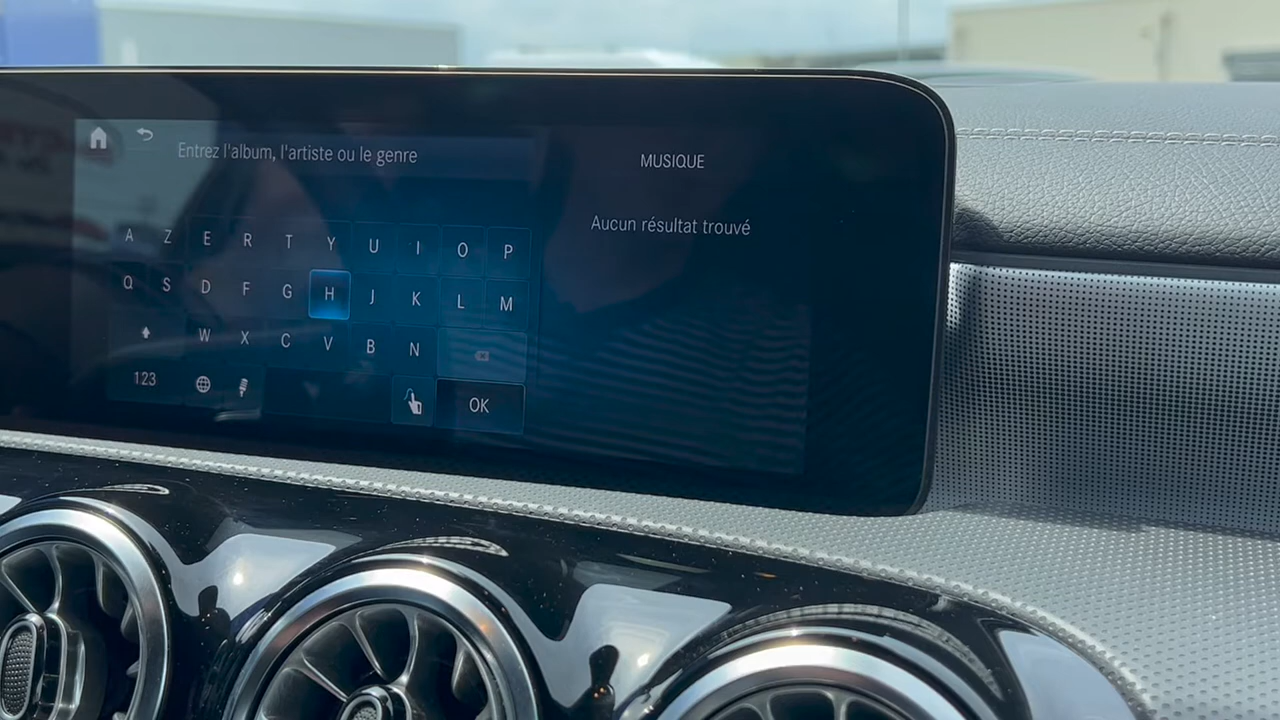 Entrez l'album, l'artiste ou le genre
MUSIQUE
Aucun résultat trouvé
A Z E R T Y U I O P
Q S D F G H J K L M
W X C V B N
123
OK